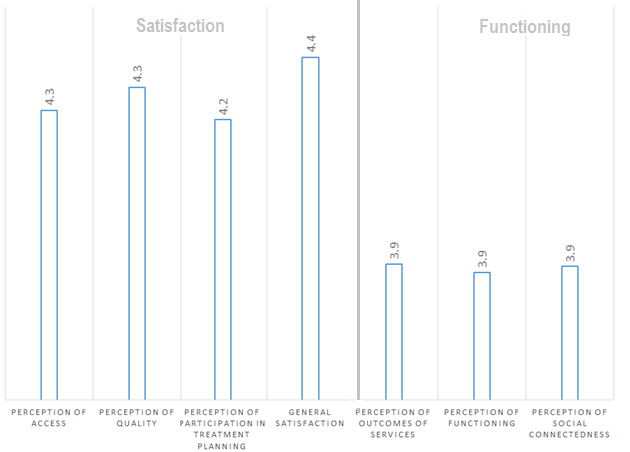 Satisfaction
Functioning
4.3
4.3
4.2
4.4
3.9
3.9
3.9
PERCEPTION OF
ACCESS
PERCEPTION OF
QUALITY
PERCEPTION OF
PARTICIPATION IN
TREATMENT
PLANNING
GENERAL
SATISFACTION
PERCEPTION OF
OUTCOMES OF
SERVICES
PERCEPTION OF
FUNCTIONING
PERCEPTION OF
SOCIAL
CONNECTEDNESS